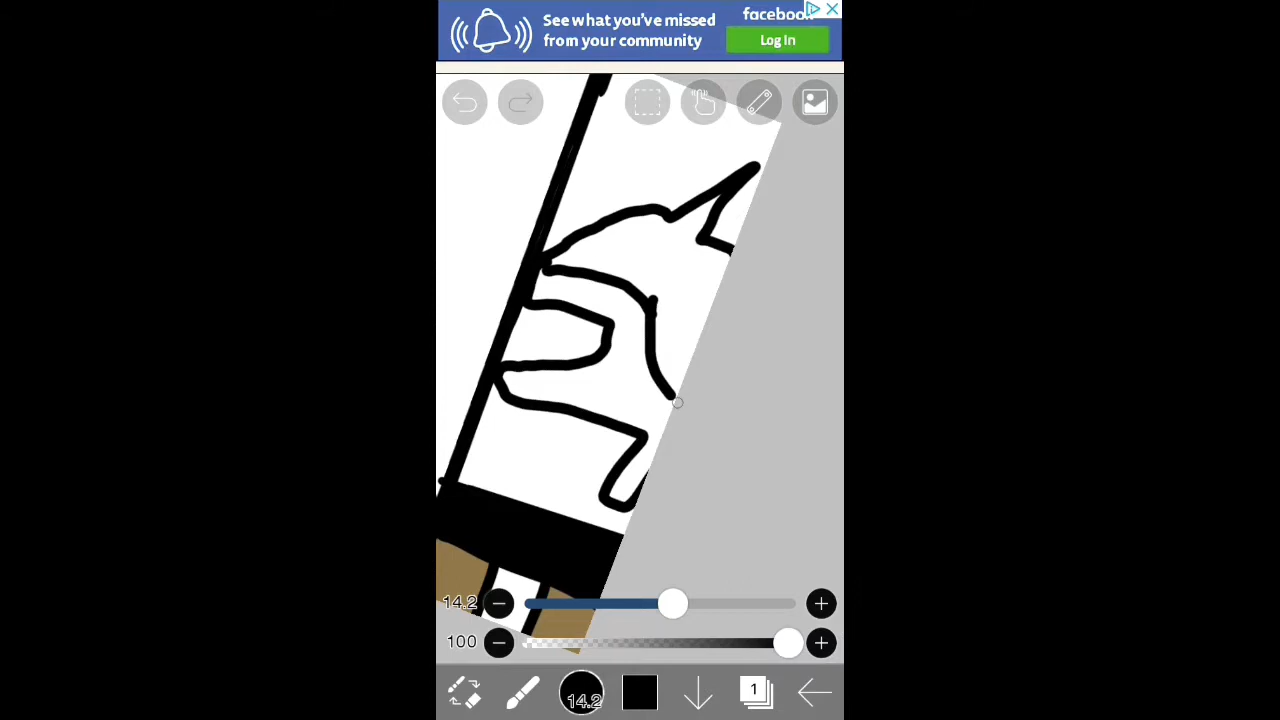 See what you've missed
from your community
facebook
Log In
14.2
100
14.2
1